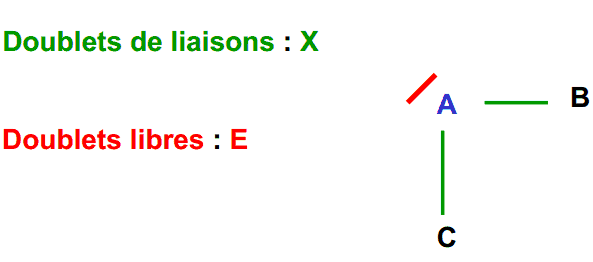 Doublets de liaisons : X
A
B
Doublets libres : E
C